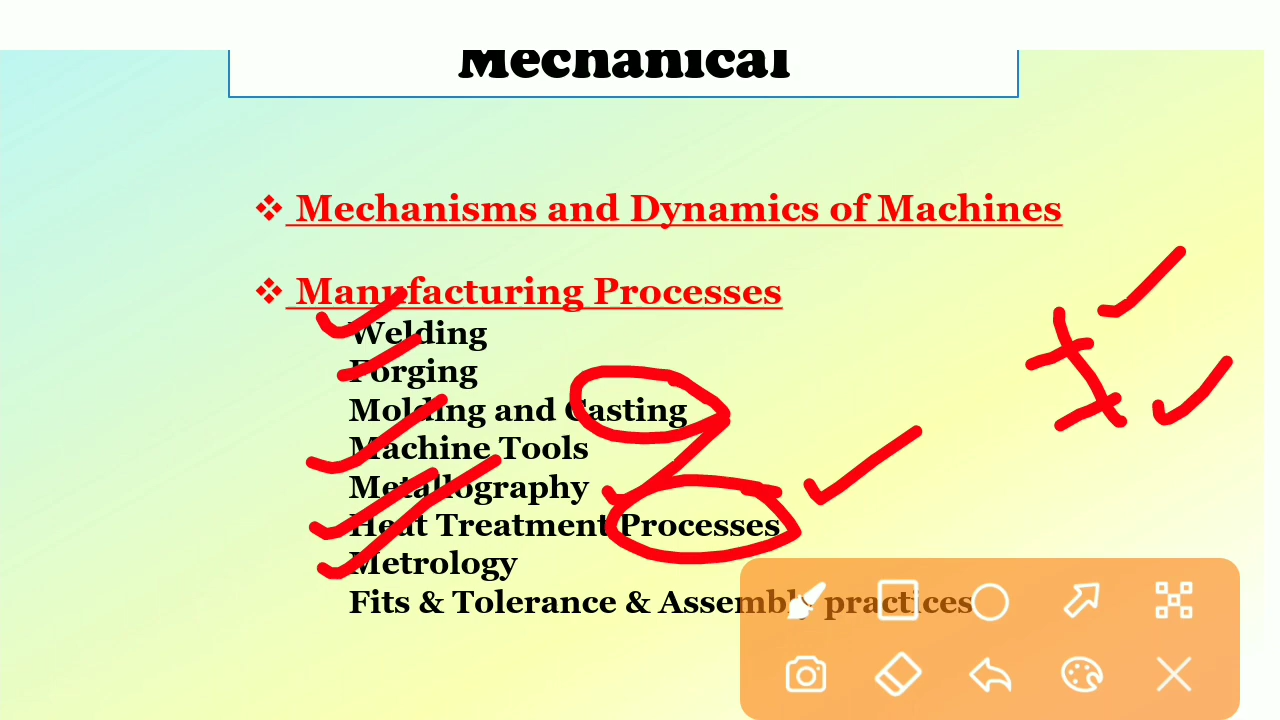 Mechanical
Mechanisms and Dynamics of Machines
Manufacturing Processes
Welding
Forging
Molding and Casting
Machine Tools
Metallography
Heat Treatment Processes
Metrology
Fits & Tolerance & Assembly practices